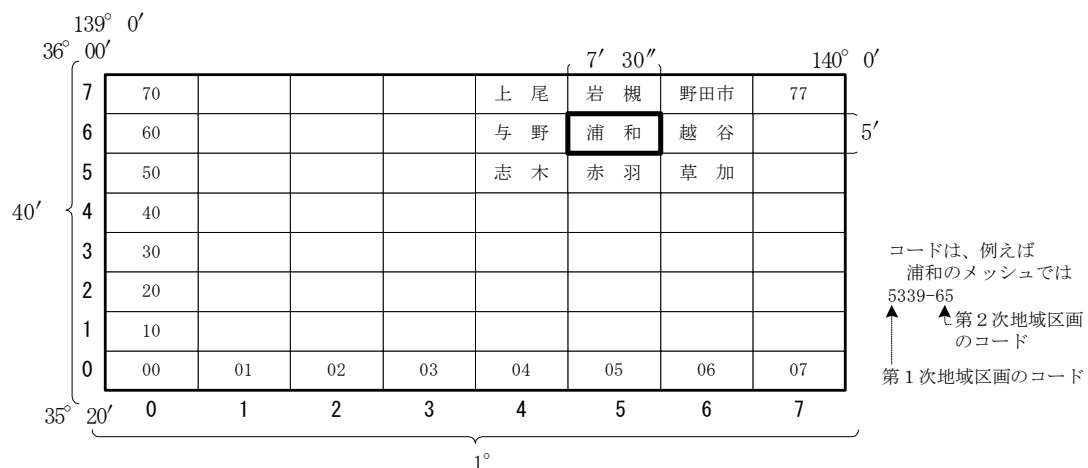 139° 0′
36° 00′
7′ 30″
140° 0′
7 70 上 尾 岩 槻 野田市 77
6 60 与 野 浦 和 越 谷 5′
5 50 志 木 赤 羽 草 加
40′
4 40
3 30
2 20
1 10
0 00 01 02 03 04 05 06 07
35° 20′
0 1 2 3 4 5 6 7
1°
コードは、例えば
浦和のメッシュでは
5339-65
第２次地域区画
のコード
第１次地域区画のコード